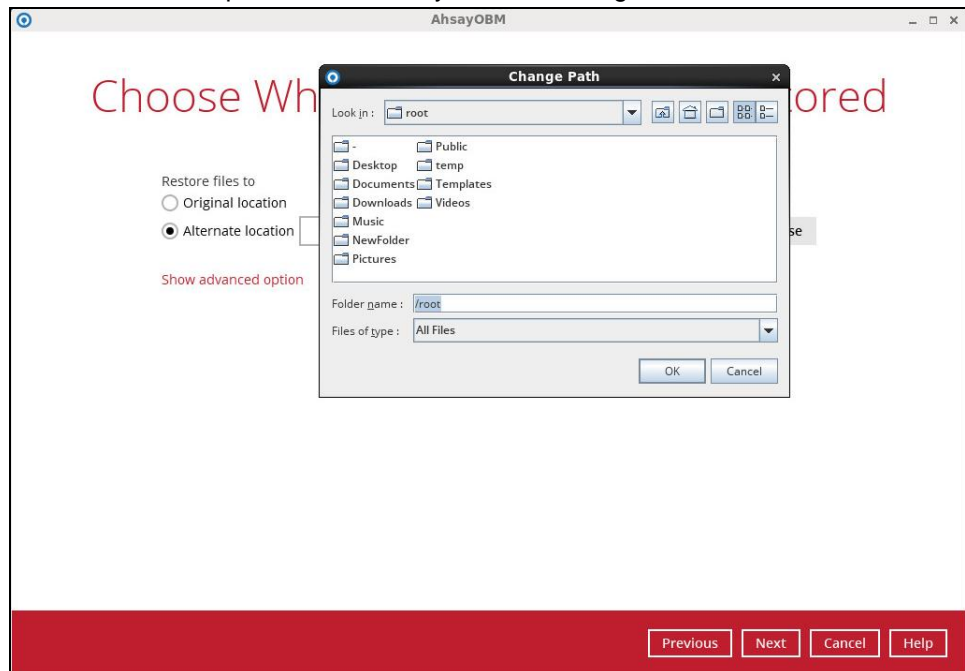 AhsayOBM
Choose Wh ored
Change Path
Look in : root
- Public
Desktop temp
Documents Templates
Downloads Videos
Music
NewFolder
Pictures
Restore files to
Original location
Alternate location se
Show advanced option
Folder name : /root
Files of type : All Files
OK Cancel
Previous Next Cancel Help